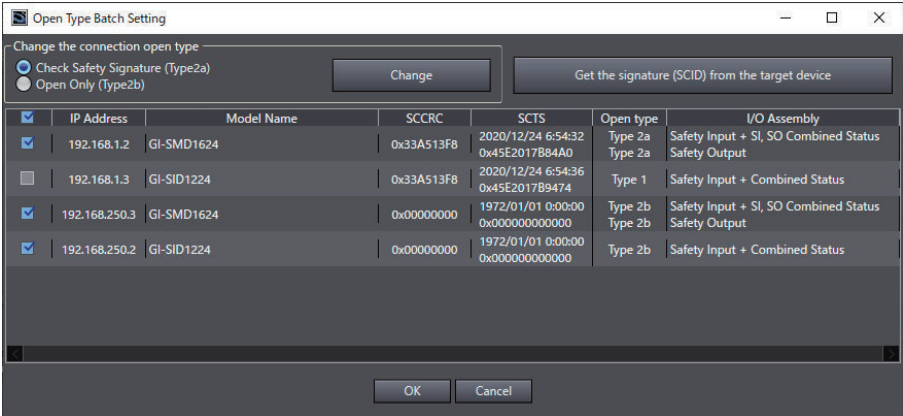 Open Type Batch Setting
Change the connection open type
Check Safety Signature (Type2a)
Open Only (Type2b)
Change
Get the signature (SCID) from the target device
IP Address Model Name SCCRC SCTS Open type I/O Assembly
192.168.1.2 GI-SMD1624 0x33A513F8 2020/12/24 6:54:32 Type 2a Safety Input + SI, SO Combined Status
0x45E2017B84A0 Type 2a Safety Output
192.168.1.3 GI-SID1224 0x33A513F8 2020/12/24 6:54:36 Type 1 Safety Input + Combined Status
0x45E2017B9474
192.168.250.3 GI-SMD1624 0x00000000 1972/01/01 0:00:00 Type 2b Safety Input + SI, SO Combined Status
0x000000000000 Type 2b Safety Output
192.168.250.2 GI-SID1224 0x00000000 1972/01/01 0:00:00 Type 2b Safety Input + Combined Status
0x000000000000
OK Cancel